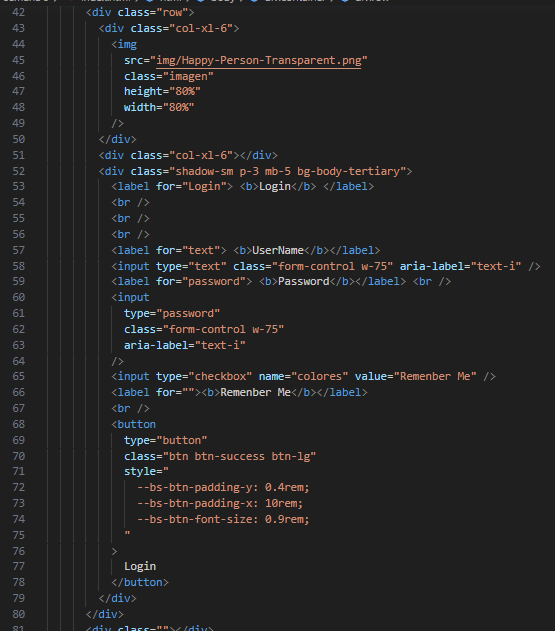 42 <div class="row">
43 <div class="col-xl-6">
44 <img
45 src="img/Happy-Person-Transparent.png"
46 class="imagen"
47 height="80%"
48 width="80%"
49 />
50 </div>
51 <div class="col-xl-6"></div>
52 <div class="shadow-sm p-3 mb-5 bg-body-tertiary">
53 <label for="Login"> <b>Login</b> </label>
54 <br />
55 <br />
56 <br />
57 <label for="text"> <b>UserName</b></label>
58 <input type="text" class="form-control w-75" aria-label="text-i" />
59 <label for="password"> <b>Password</b></label> <br />
60 <input
61 type="password"
62 class="form-control w-75"
63 aria-label="text-i"
64 />
65 <input type="checkbox" name="colores" value="Remenber Me" />
66 <label for=""><b>Remenber Me</b></label>
67 <br />
68 <button
69 type="button"
70 class="btn btn-success btn-lg"
71 style="
72 --bs-btn-padding-y: 0.4rem;
73 --bs-btn-padding-x: 10rem;
74 --bs-btn-font-size: 0.9rem;
75 "
76 >
77 Login
78 </button>
79 </div>
80 </div>
81 <div class=""></div>